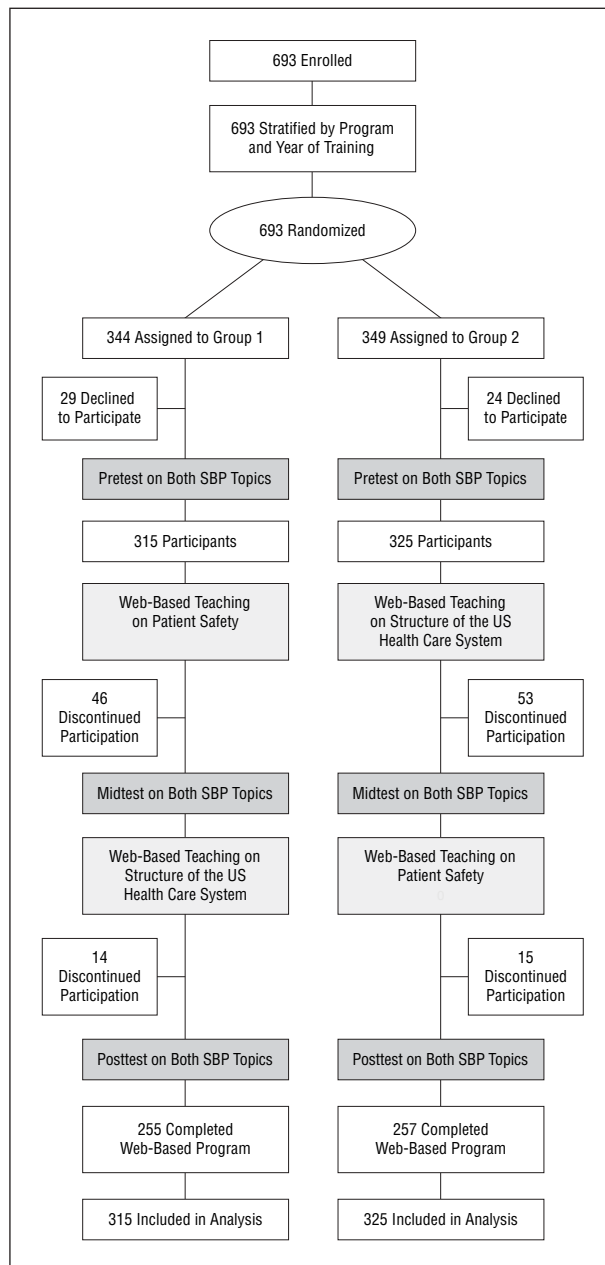 693 Enrolled
693 Stratified by Program
and Year of Training
693 Randomized
344 Assigned to Group 1
349 Assigned to Group 2
29 Declined
to Participate
24 Declined
to Participate
Pretest on Both SBP Topics
Pretest on Both SBP Topics
315 Participants
325 Participants
Web-Based Teaching
on Patient Safety
Web-Based Teaching
on Structure of the US
Health Care System
46
Discontinued
Participation
53
Discontinued
Participation
Midtest on Both SBP Topics
Midtest on Both SBP Topics
Web-Based Teaching on
Structure of the US
Health Care System
Web-Based Teaching on
Patient Safety
0
14
Discontinued
Participation
15
Discontinued
Participation
Posttest on Both SBP Topics
Posttest on Both SBP Topics
255 Completed
Web-Based Program
257 Completed
Web-Based Program
315 Included in Analysis
325 Included in Analysis